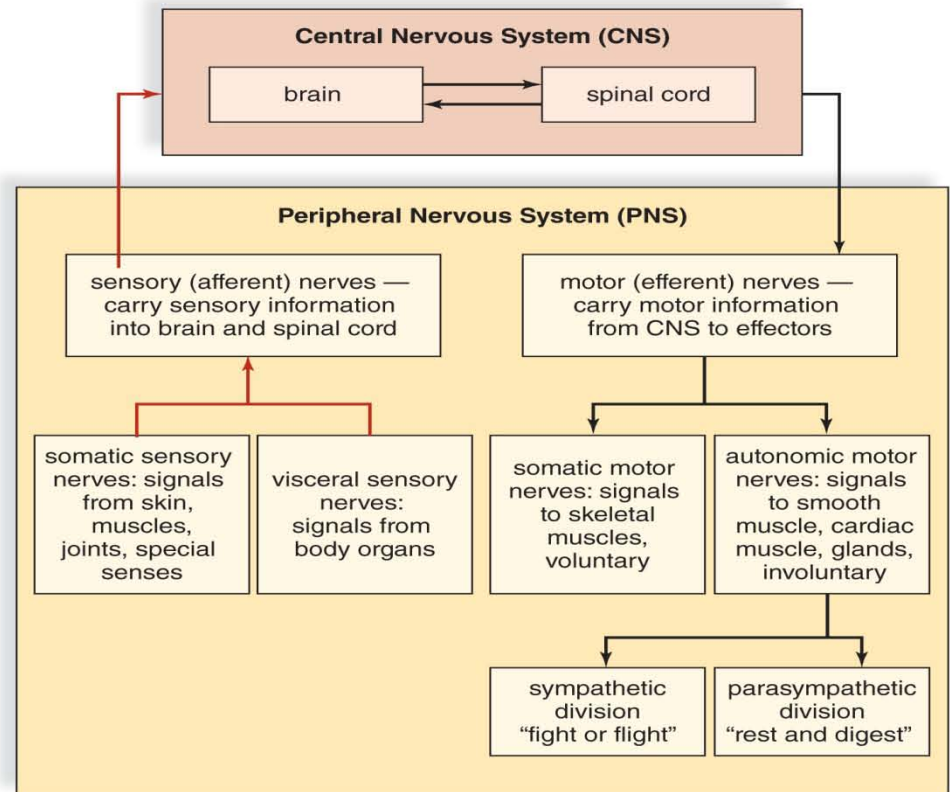 Central Nervous System (CNS)
brain
spinal cord
Peripheral Nervous System (PNS)
sensory (afferent) nerves —
carry sensory information
into brain and spinal cord
motor (efferent) nerves —
carry motor information
from CNS to effectors
somatic sensory
nerves: signals
from skin,
muscles,
joints, special
senses
visceral sensory
nerves:
signals from
body organs
somatic motor
nerves: signals
to skeletal
muscles,
voluntary
autonomic motor
nerves: signals
to smooth
muscle, cardiac
muscle, glands,
involuntary
sympathetic
division
“fight or flight”
parasympathetic
division
“rest and digest”